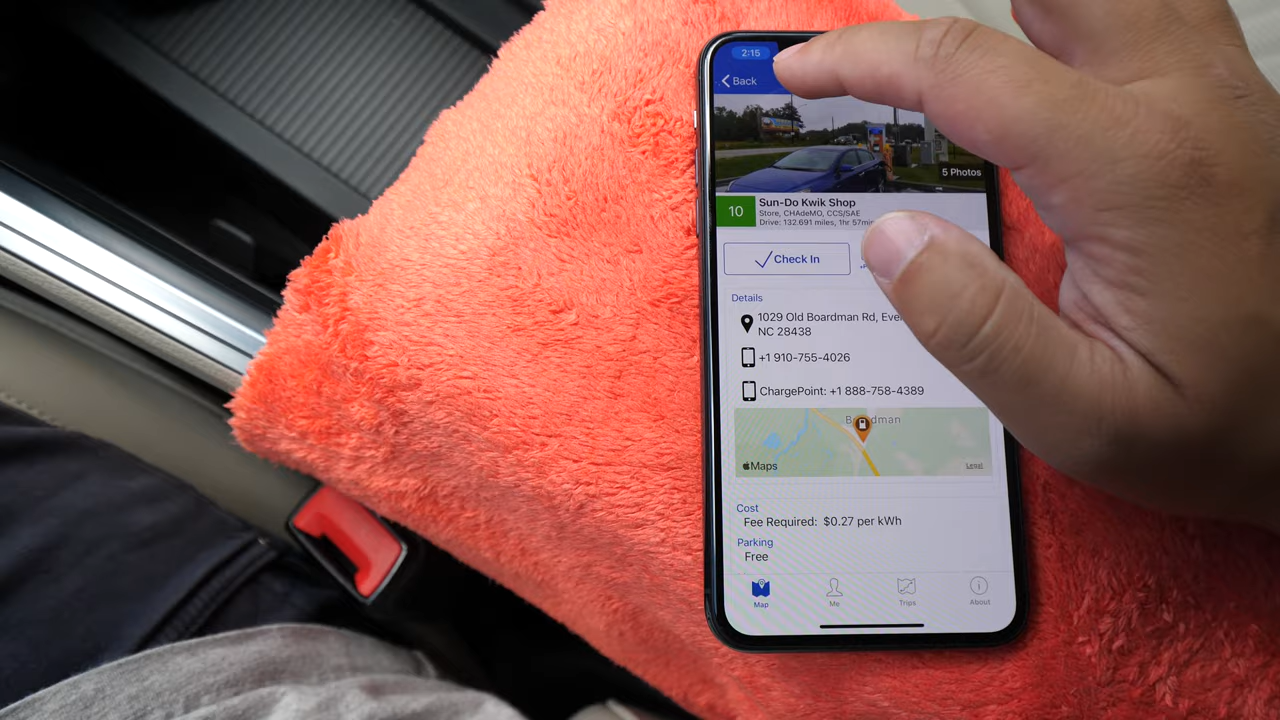 2:15
Back
5 Photos
10
Sun-Do Kwik Shop
Store, CHAdeMO, CCS/SAE
Drive: 132.691 miles, 1hr 57min
Check In
Details
1029 Old Boardman Rd,
NC 28438
+1 910-755-4026
ChargePoint: +1 888-758-4389
Maps
Legal
Cost
Fee Required: $0.27 per kWh
Parking
Free
Map
Me
Trips
About